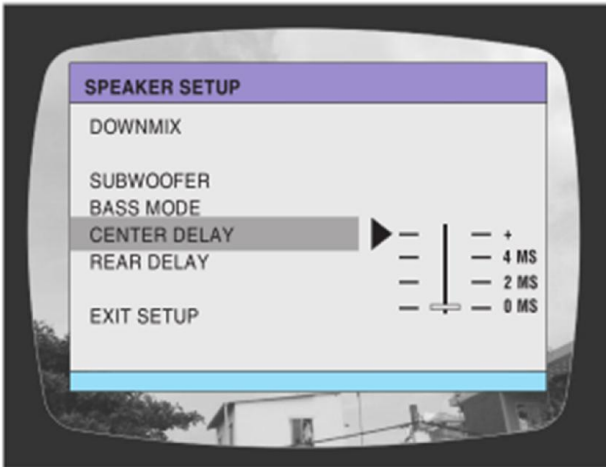 SPEAKER SETUP
DOWNMIX
SUBWOOFER
BASS MODE
CENTER DELAY
REAR DELAY
EXIT SETUP
+
4 MS
2 MS
0 MS